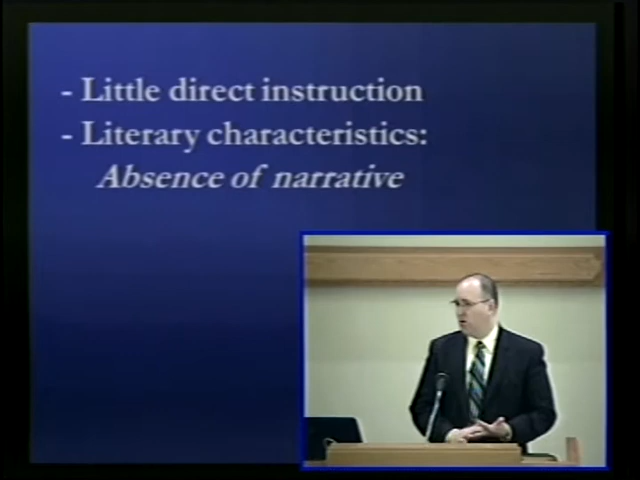 - Little direct instruction
- Literary characteristics:
Absence of narrative